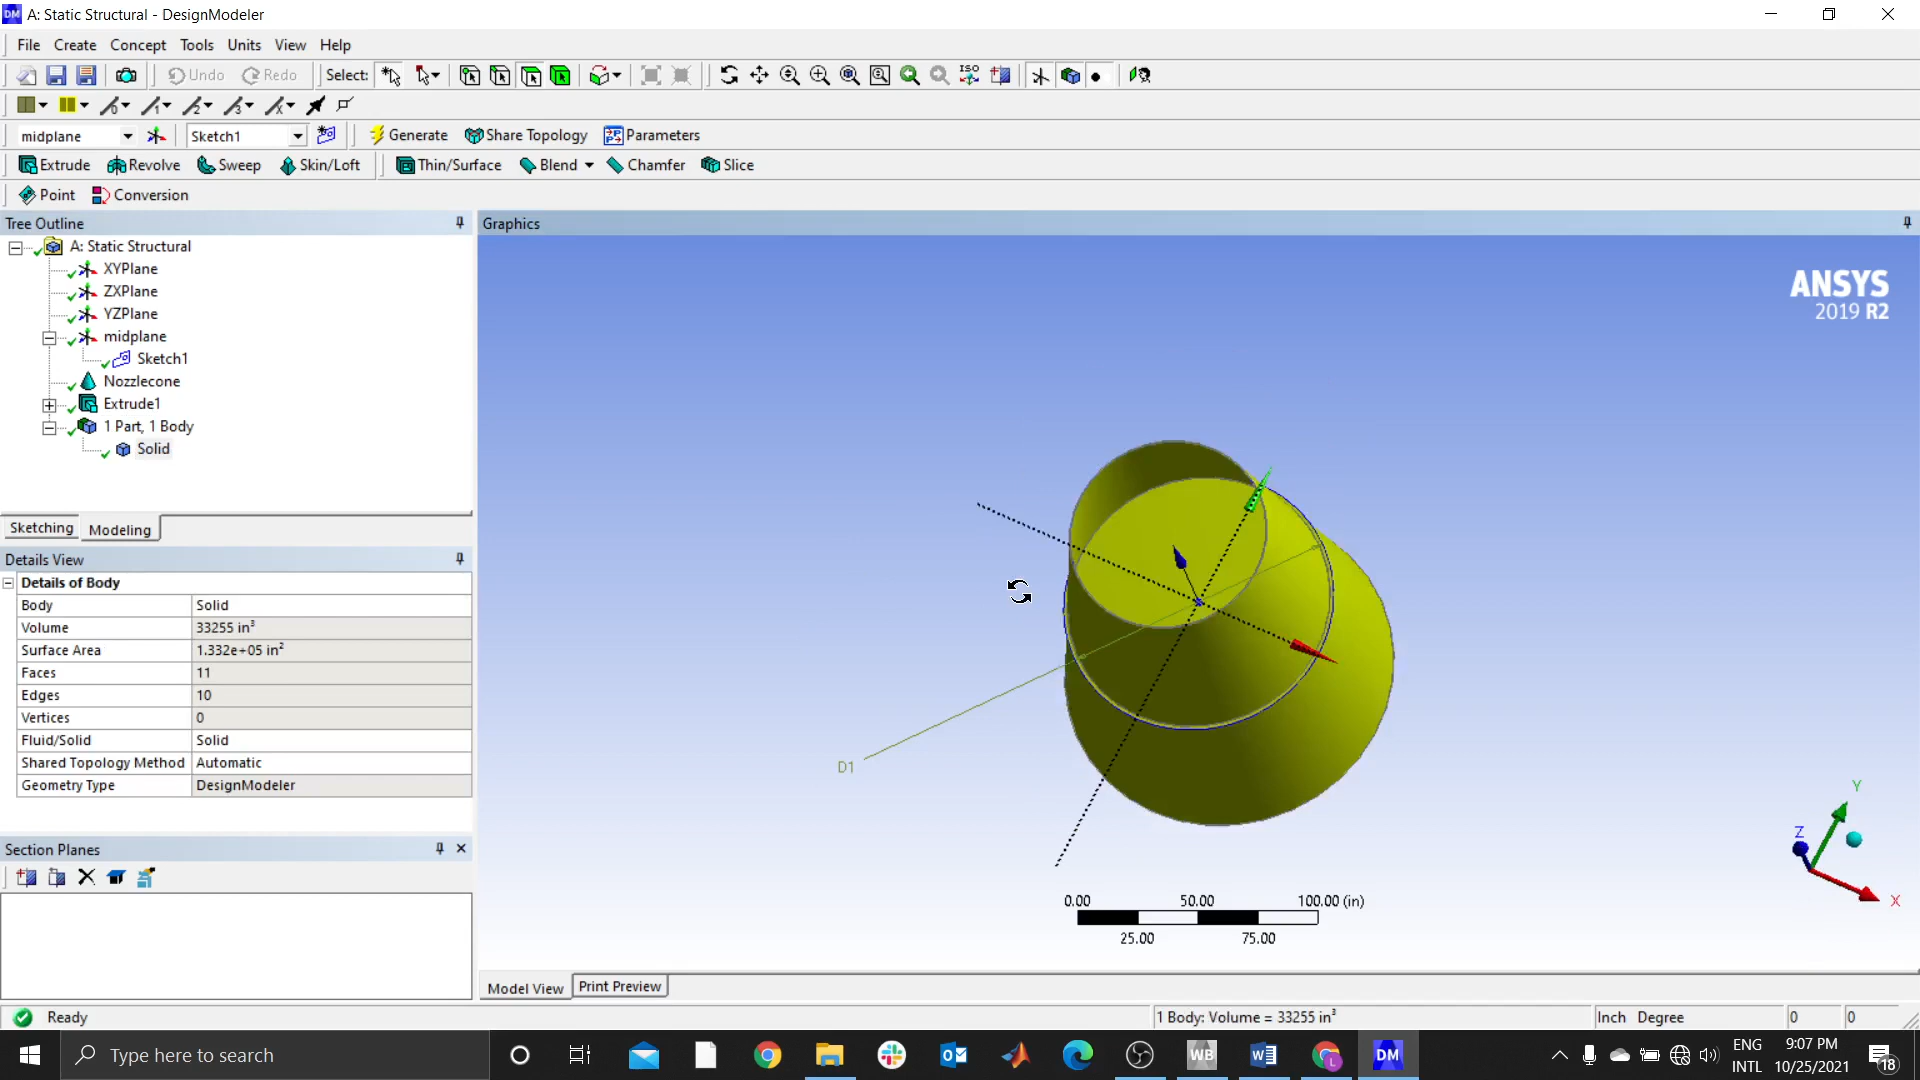 A: Static Structural - DesignModeler
File Create Concept Tools Units View Help
Undo Redo Select: ISO
midplane Sketch1 Generate Share Topology Parameters
Extrude Revolve Sweep Skin/Loft Thin/Surface Blend Chamfer Slice
Point Conversion
Tree Outline
A: Static Structural
XYPlane
ZXPlane
YZPlane
midplane
Sketch1
Nozzlecone
Extrude1
1 Part, 1 Body
Solid
Sketching Modeling
Details View
Details of Body
Body Solid
Volume 33255 in³
Surface Area 1.332e+05 in²
Faces 11
Edges 10
Vertices 0
Fluid/Solid Solid
Shared Topology Method Automatic
Geometry Type DesignModeler
Section Planes
Graphics
ANSYS
2019 R2
D1
0.00 50.00 100.00 (in)
25.00 75.00
Y
Z
X
Model View Print Preview
Ready 1 Body: Volume = 33255 in³ Inch Degree 0 0
Type here to search
WB
DM
ENG
INTL
9:07 PM
10/25/2021
18